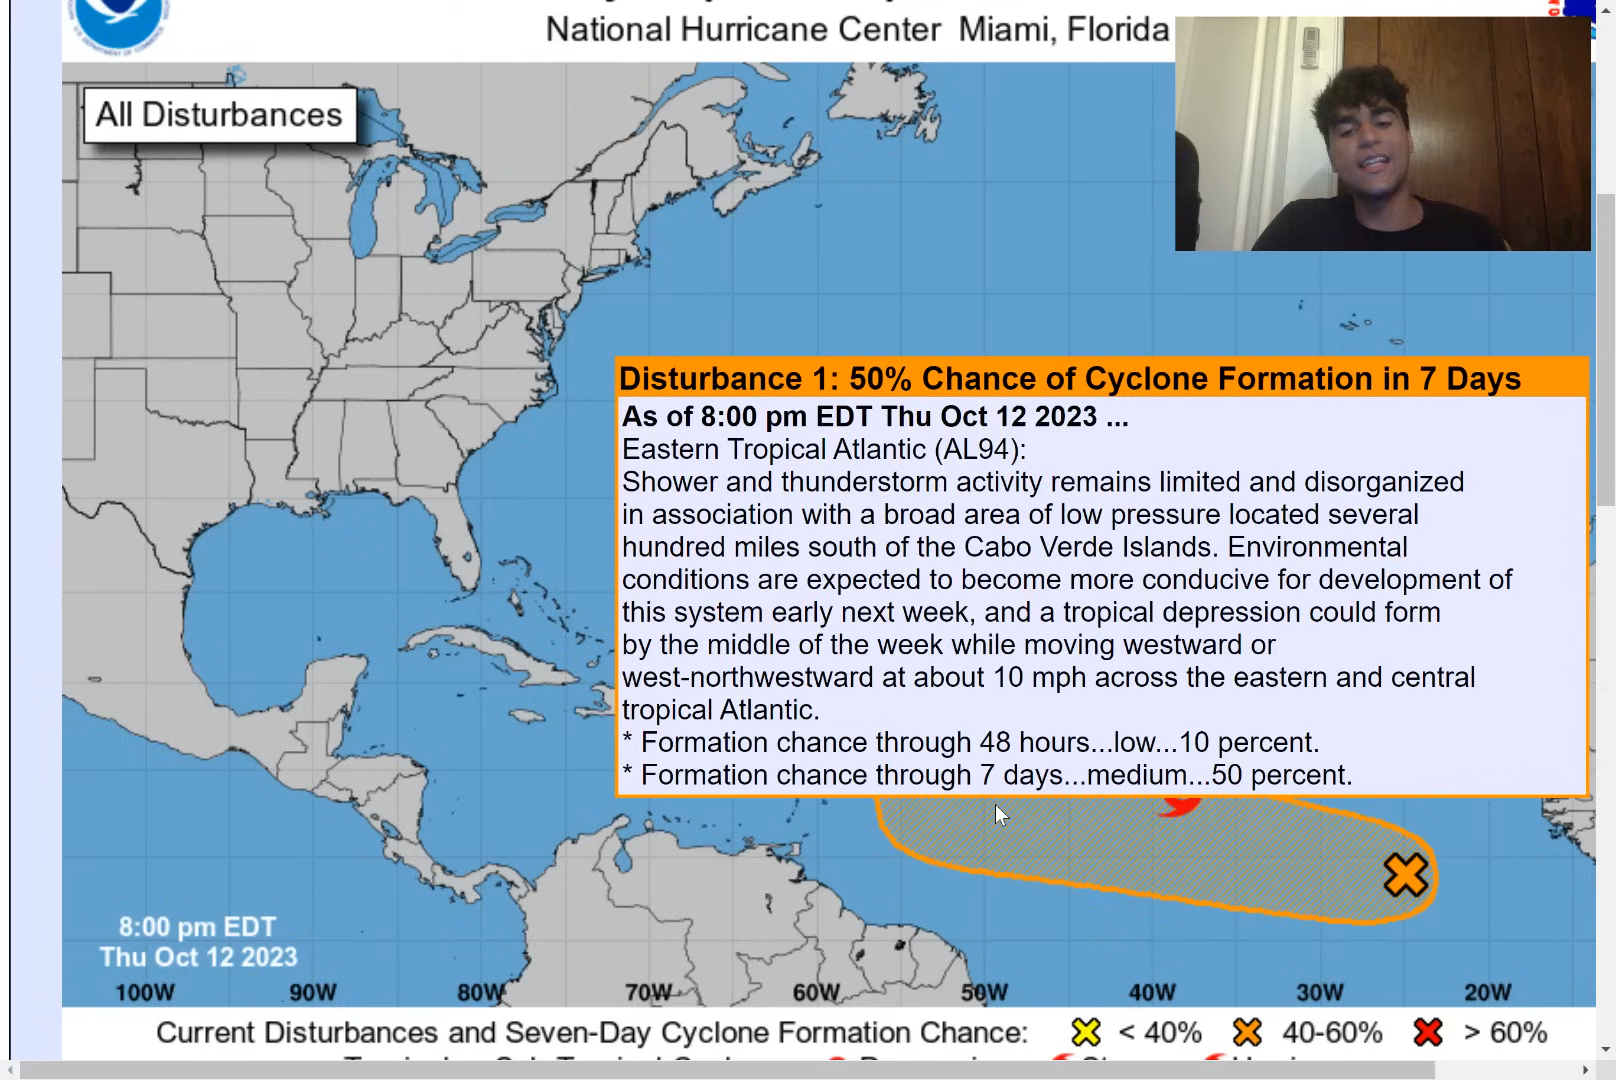 National Hurricane Center Miami, Florida
All Disturbances
Disturbance 1: 50% Chance of Cyclone Formation in 7 Days
As of 8:00 pm EDT Thu Oct 12 2023 ...
Eastern Tropical Atlantic (AL94):
Shower and thunderstorm activity remains limited and disorganized
in association with a broad area of low pressure located several
hundred miles south of the Cabo Verde Islands. Environmental
conditions are expected to become more conducive for development of
this system early next week, and a tropical depression could form
by the middle of the week while moving westward or
west-northwestward at about 10 mph across the eastern and central
tropical Atlantic.
* Formation chance through 48 hours...low...10 percent.
* Formation chance through 7 days...medium...50 percent.
8:00 pm EDT
Thu Oct 12 2023
100W 90W 80W 70W 60W 50W 40W 30W 20W
Current Disturbances and Seven-Day Cyclone Formation Chance: < 40% 40-60% > 60%